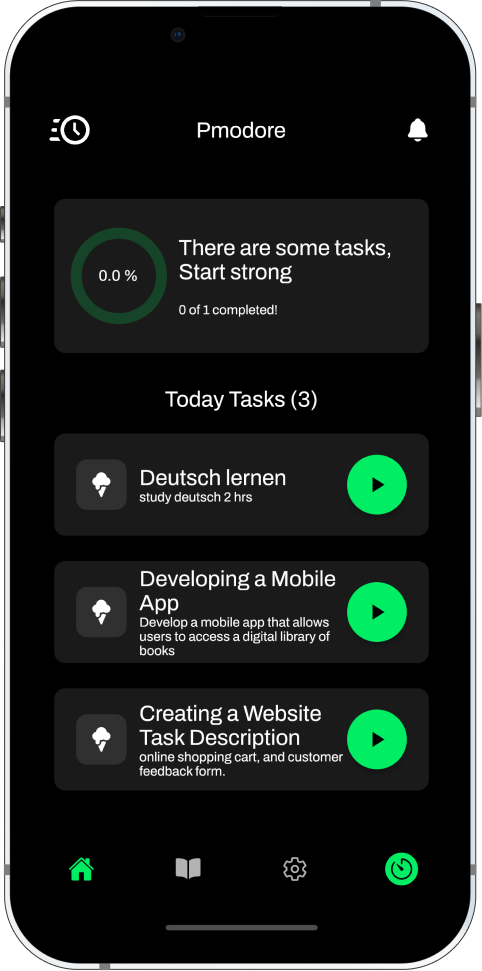 Pmodore
0.0 %
There are some tasks,
Start strong
0 of 1 completed!
Today Tasks (3)
Deutsch lernen
study deutsch 2 hrs
Developing a Mobile
App
Develop a mobile app that allows
users to access a digital library of
books
Creating a Website
Task Description
online shopping cart, and customer
feedback form.